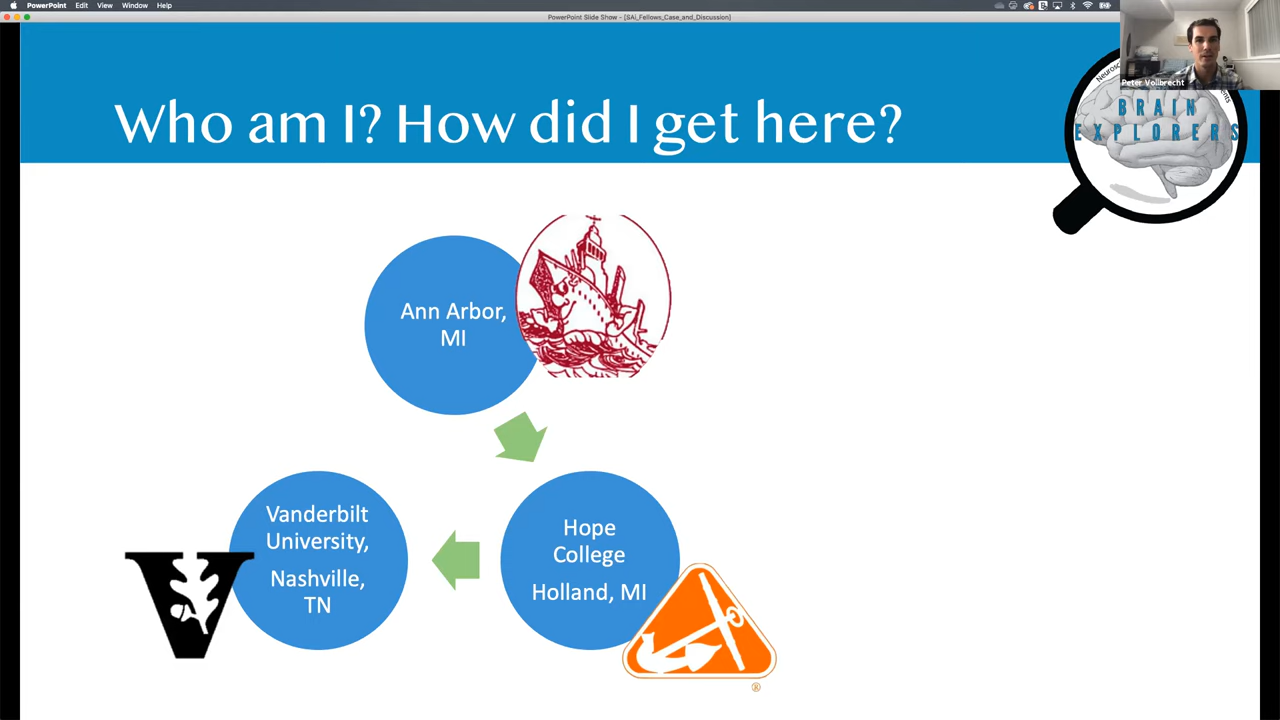 PowerPoint Edit View Window Help
PowerPoint Slide Show - [SAi_Fellows_Case_and_Discussion]
Peter Vollbrecht
Who am I? How did I get here?
BRAIN
EXPLORERS
Ann Arbor,
MI
Vanderbilt
University,
Nashville,
TN
Hope
College
Holland, MI
V
®